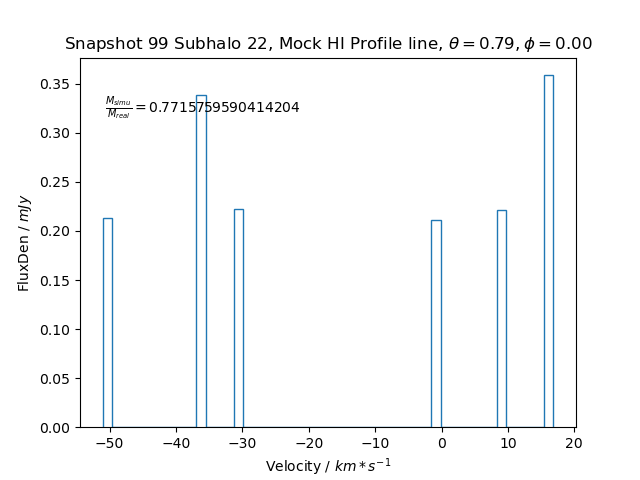 Snapshot 99 Subhalo 22, Mock HI Profile line, θ = 0.79, ϕ = 0.00
M_simu/M_real = 0.7715759590414204
FluxDen / mJy
0.35
0.30
0.25
0.20
0.15
0.10
0.05
0.00
−50 −40 −30 −20 −10 0 10 20
Velocity / km * s⁻¹